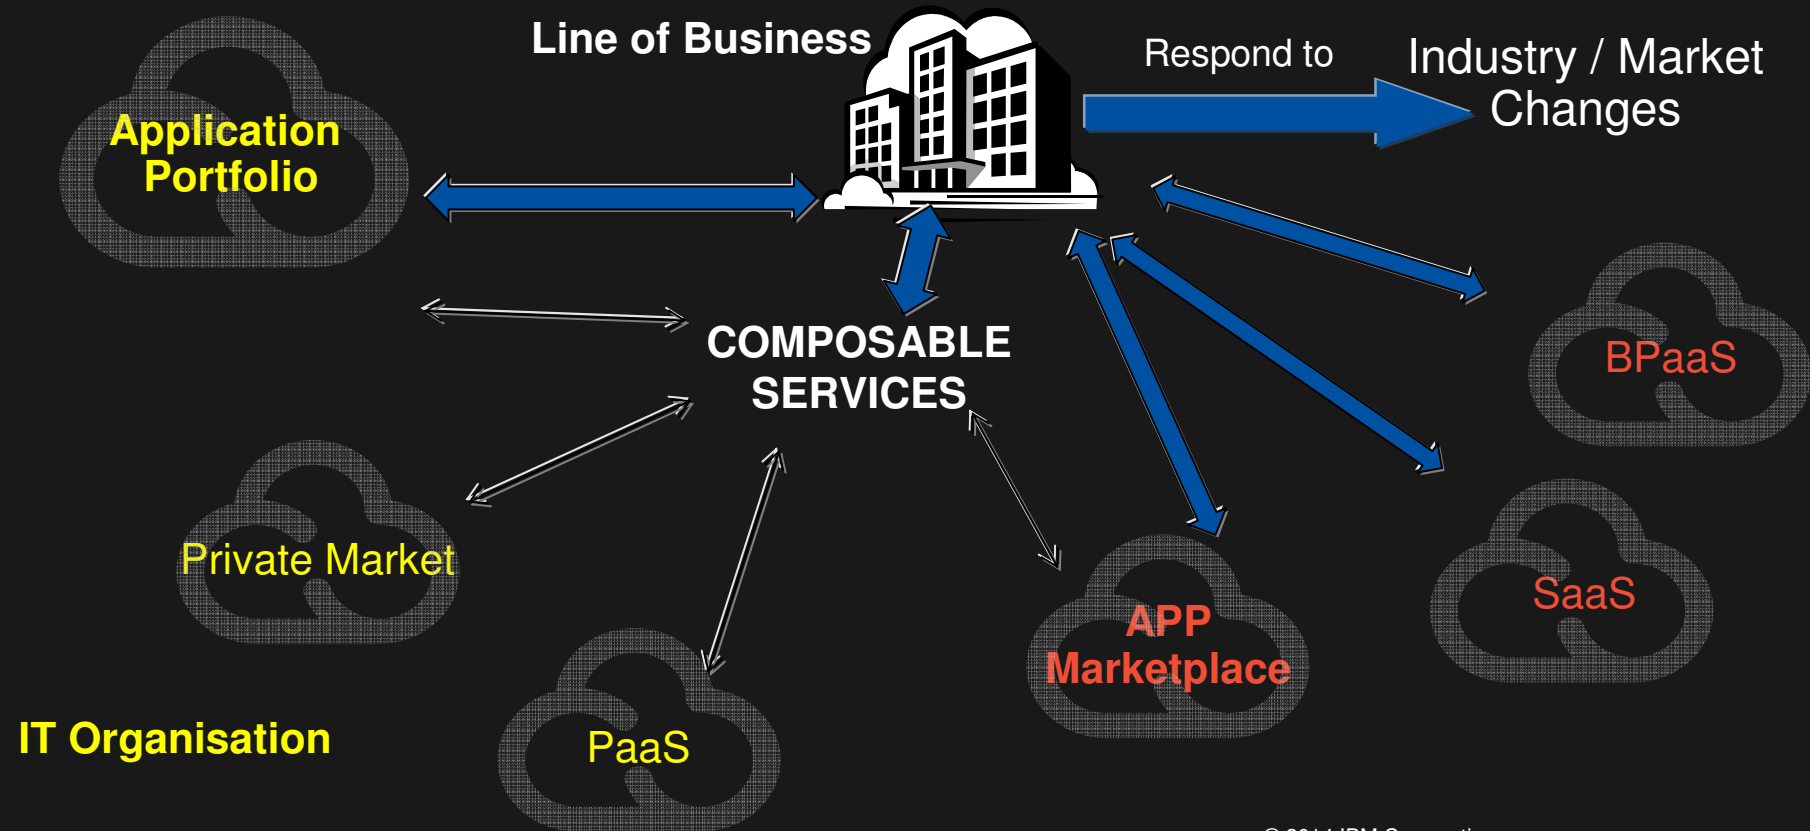 Line of Business
Respond to
Industry / Market
Changes
Application
Portfolio
COMPOSABLE
SERVICES
BPaaS
Private Market
SaaS
APP
Marketplace
IT Organisation
PaaS